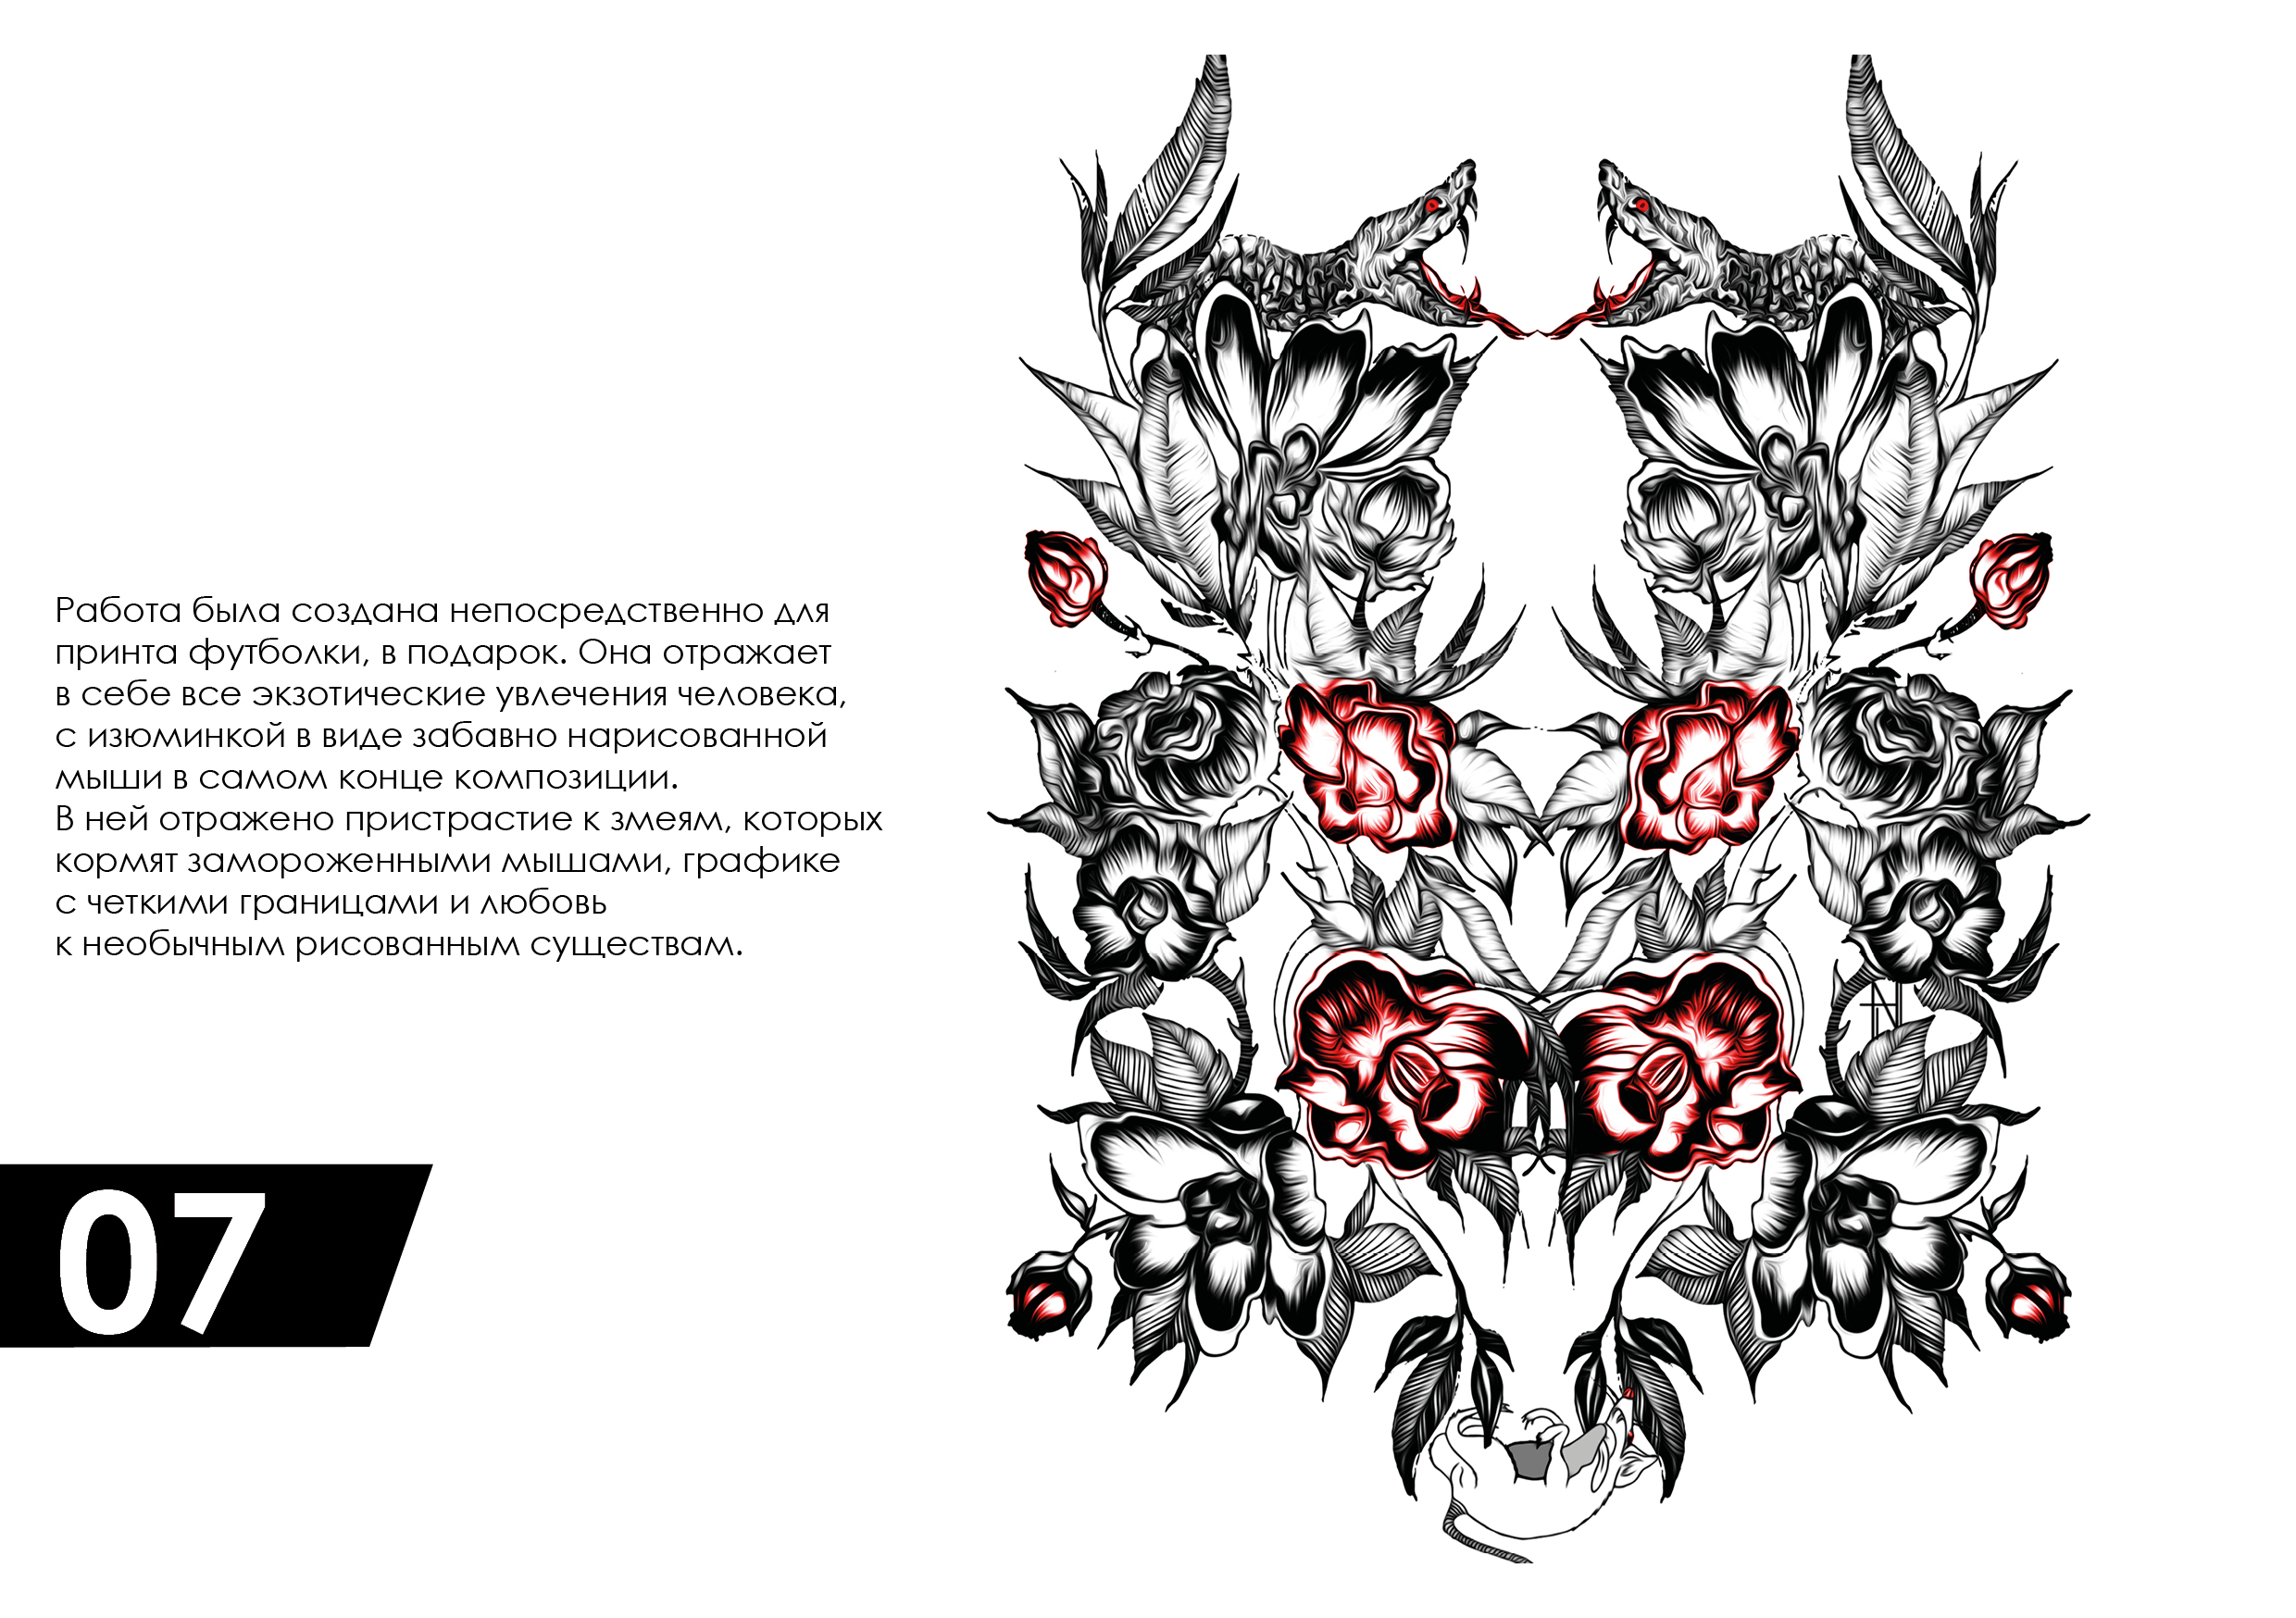 Работа была создана непосредственно для
принта футболки, в подарок. Она отражает
в себе все экзотические увлечения человека,
с изюминкой в виде забавно нарисованной
мыши в самом конце композиции.
В ней отражено пристрастие к змеям, которых
кормят замороженными мышами, графике
с четкими границами и любовь
к необычным рисованным существам.
07